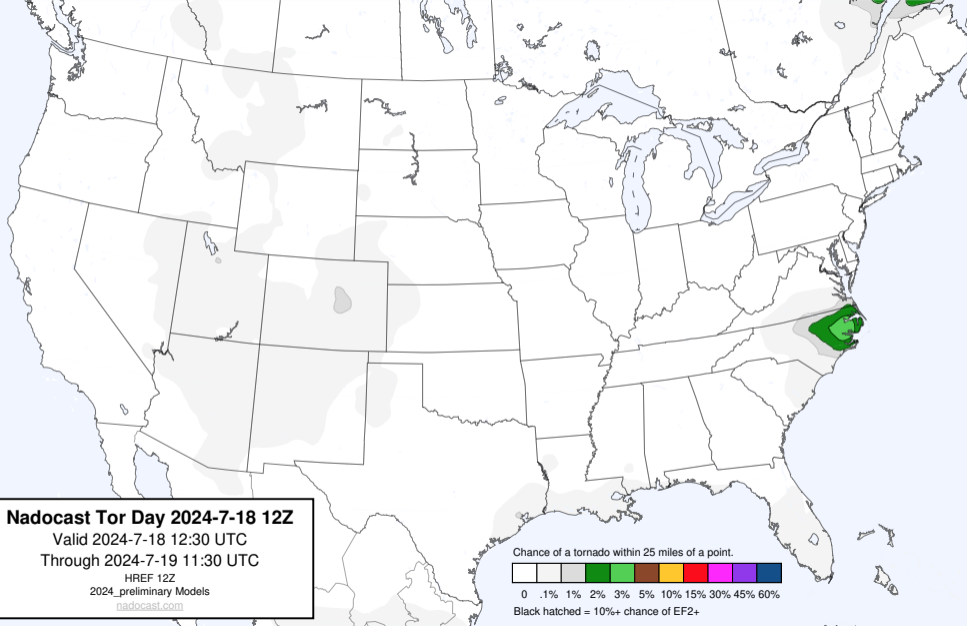 Nadocast Tor Day 2024-7-18 12Z
Valid 2024-7-18 12:30 UTC
Through 2024-7-19 11:30 UTC
HREF 12Z
2024_preliminary Models
nadocast.com
Chance of a tornado within 25 miles of a point.
0 .1% 1% 2% 3% 5% 10% 15% 30% 45% 60%
Black hatched = 10%+ chance of EF2+